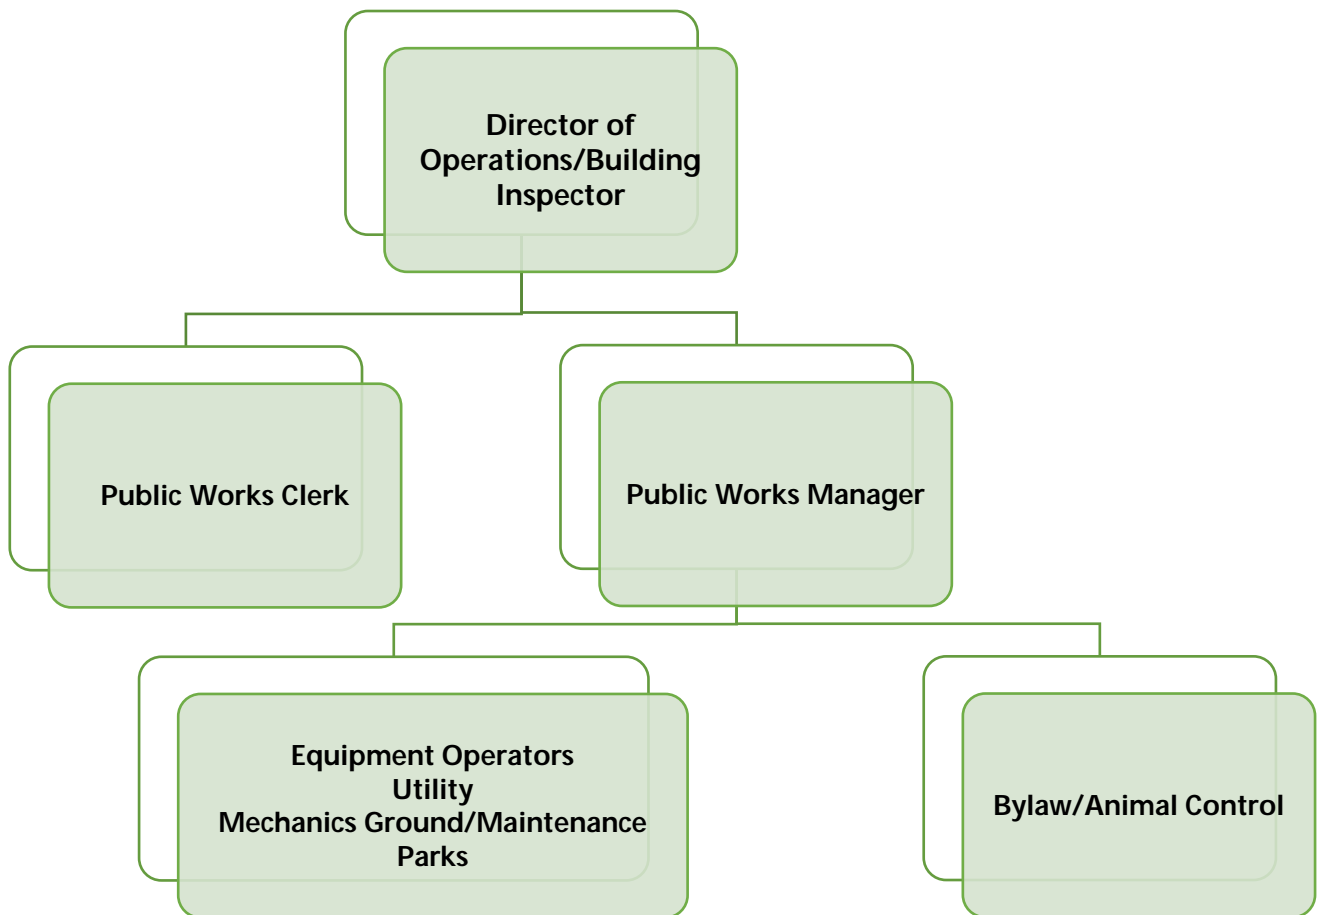 Director of
Operations/Building
Inspector
Public Works Clerk
Public Works Manager
Equipment Operators
Utility
Mechanics Ground/Maintenance
Parks
Bylaw/Animal Control